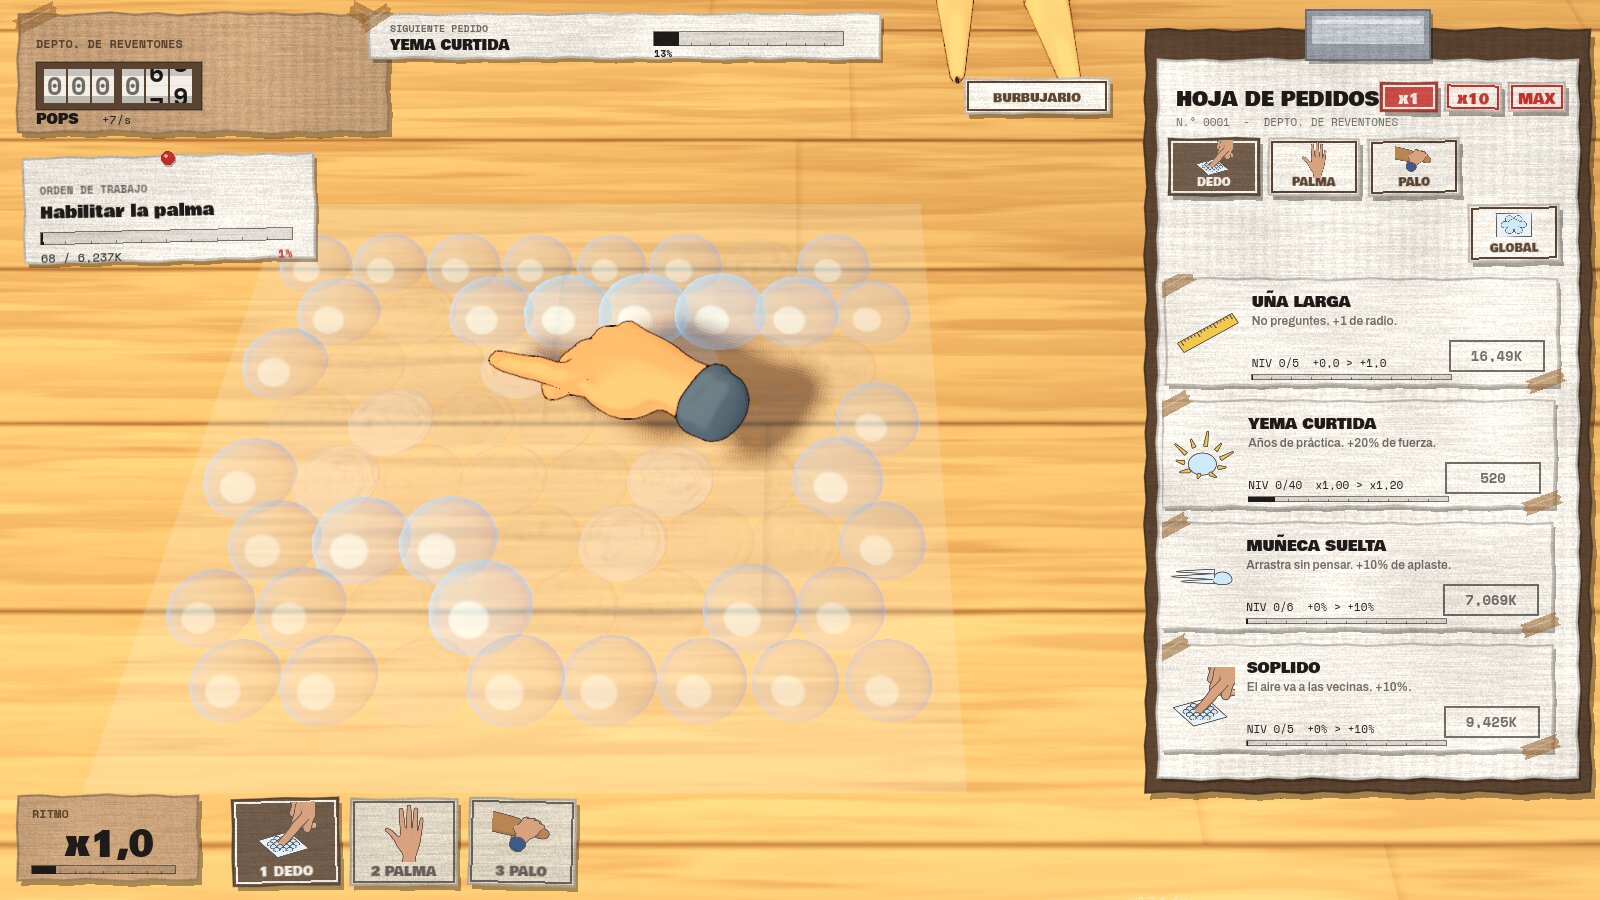 DEPTO. DE REVENTONES
POPS +7/s
SIGUIENTE PEDIDO
YEMA CURTIDA
13%
BURBUJARIO
ORDEN DE TRABAJO
Habilitar la palma
68 / 6,237K 1%
HOJA DE PEDIDOS x1 x10 MAX
N.° 0001 - DEPTO. DE REVENTONES
DEDO PALMA PALO
GLOBAL
UÑA LARGA
No preguntes. +1 de radio.
NIV 0/5 +0,0 > +1,0 16,49K
YEMA CURTIDA
Años de práctica. +20% de fuerza.
NIV 0/40 x1,00 > x1,20 520
MUÑECA SUELTA
Arrastra sin pensar. +10% de aplaste.
NIV 0/6 +0% > +10% 7,069K
SOPLIDO
El aire va a las vecinas. +10%.
NIV 0/5 +0% > +10% 9,425K
RITMO
x1,0
1 DEDO 2 PALMA 3 PALO